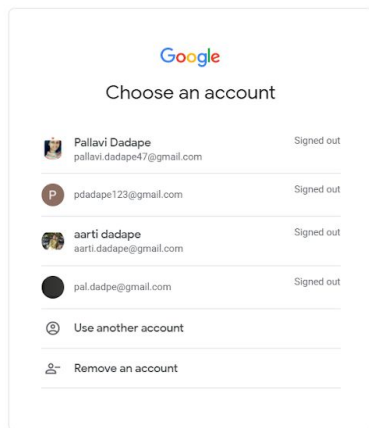 Google
Choose an account
Pallavi Dadape
Signed out
pallavi.dadape47@gmail.com
P
pdadape123@gmail.com
Signed out
aarti dadape
Signed out
aarti.dadape@gmail.com
pal.dadpe@gmail.com
Signed out
Use another account
Remove an account